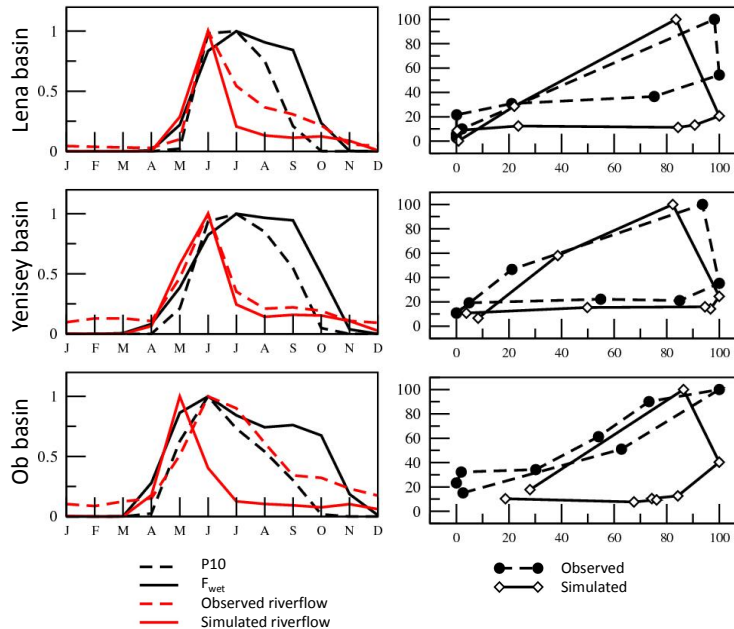 Lena basin
1
0.5
0
J F M A M J J A S O N D
100
80
60
40
20
0
0 20 40 60 80 100
Yenisey basin
1
0.5
0
J F M A M J J A S O N D
100
80
60
40
20
0
0 20 40 60 80 100
Ob basin
1
0.5
0
J F M A M J J A S O N D
100
80
60
40
20
0
0 20 40 60 80 100
P10
Fwet
Observed riverflow
Simulated riverflow
Observed
Simulated